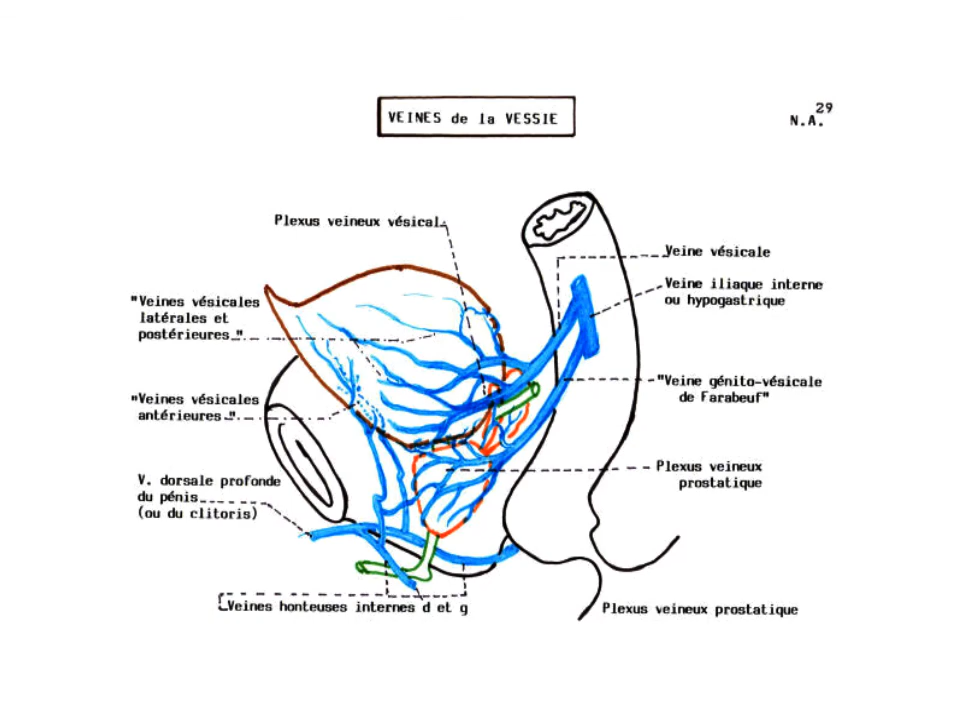 VEINES de la VESSIE
29
N.A.
Plexus veineux vésical
Veine vésicale
Veine iliaque interne
ou hypogastrique
"Veines vésicales
latérales et
postérieures"
"Veine génito-vésicale
de Farabeuf"
"Veines vésicales
antérieures"
Plexus veineux
prostatique
V. dorsale profonde
du pénis
(ou du clitoris)
Veines honteuses internes d et g
Plexus veineux prostatique